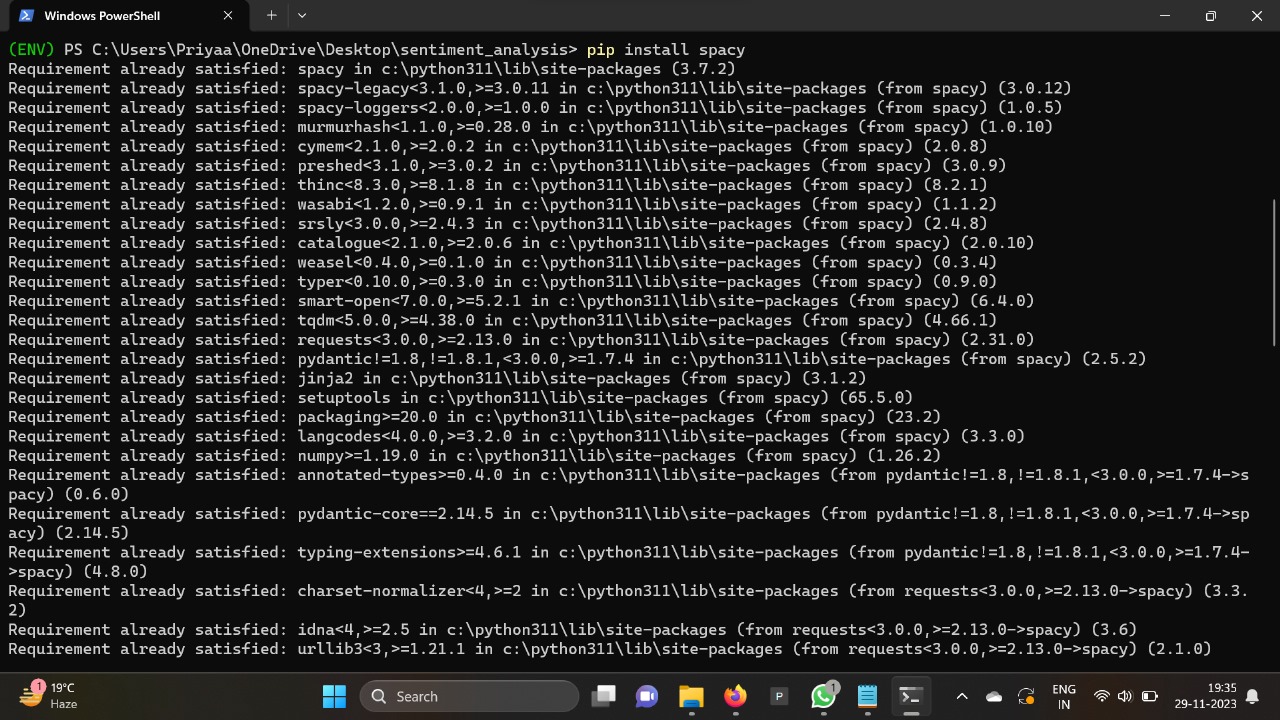 Windows PowerShell
(ENV) PS C:\Users\Priyaa\OneDrive\Desktop\sentiment_analysis> pip install spacy
Requirement already satisfied: spacy in c:\python311\lib\site-packages (3.7.2)
Requirement already satisfied: spacy-legacy<3.1.0,>=3.0.11 in c:\python311\lib\site-packages (from spacy) (3.0.12)
Requirement already satisfied: spacy-loggers<2.0.0,>=1.0.0 in c:\python311\lib\site-packages (from spacy) (1.0.5)
Requirement already satisfied: murmurhash<1.1.0,>=0.28.0 in c:\python311\lib\site-packages (from spacy) (1.0.10)
Requirement already satisfied: cymem<2.1.0,>=2.0.2 in c:\python311\lib\site-packages (from spacy) (2.0.8)
Requirement already satisfied: preshed<3.1.0,>=3.0.2 in c:\python311\lib\site-packages (from spacy) (3.0.9)
Requirement already satisfied: thinc<8.3.0,>=8.1.8 in c:\python311\lib\site-packages (from spacy) (8.2.1)
Requirement already satisfied: wasabi<1.2.0,>=0.9.1 in c:\python311\lib\site-packages (from spacy) (1.1.2)
Requirement already satisfied: srsly<3.0.0,>=2.4.3 in c:\python311\lib\site-packages (from spacy) (2.4.8)
Requirement already satisfied: catalogue<2.1.0,>=2.0.6 in c:\python311\lib\site-packages (from spacy) (2.0.10)
Requirement already satisfied: weasel<0.4.0,>=0.1.0 in c:\python311\lib\site-packages (from spacy) (0.3.4)
Requirement already satisfied: typer<0.10.0,>=0.3.0 in c:\python311\lib\site-packages (from spacy) (0.9.0)
Requirement already satisfied: smart-open<7.0.0,>=5.2.1 in c:\python311\lib\site-packages (from spacy) (6.4.0)
Requirement already satisfied: tqdm<5.0.0,>=4.38.0 in c:\python311\lib\site-packages (from spacy) (4.66.1)
Requirement already satisfied: requests<3.0.0,>=2.13.0 in c:\python311\lib\site-packages (from spacy) (2.31.0)
Requirement already satisfied: pydantic!=1.8,!=1.8.1,<3.0.0,>=1.7.4 in c:\python311\lib\site-packages (from spacy) (2.5.2)
Requirement already satisfied: jinja2 in c:\python311\lib\site-packages (from spacy) (3.1.2)
Requirement already satisfied: setuptools in c:\python311\lib\site-packages (from spacy) (65.5.0)
Requirement already satisfied: packaging>=20.0 in c:\python311\lib\site-packages (from spacy) (23.2)
Requirement already satisfied: langcodes<4.0.0,>=3.2.0 in c:\python311\lib\site-packages (from spacy) (3.3.0)
Requirement already satisfied: numpy>=1.19.0 in c:\python311\lib\site-packages (from spacy) (1.26.2)
Requirement already satisfied: annotated-types>=0.4.0 in c:\python311\lib\site-packages (from pydantic!=1.8,!=1.8.1,<3.0.0,>=1.7.4->s
pacy) (0.6.0)
Requirement already satisfied: pydantic-core==2.14.5 in c:\python311\lib\site-packages (from pydantic!=1.8,!=1.8.1,<3.0.0,>=1.7.4->sp
acy) (2.14.5)
Requirement already satisfied: typing-extensions>=4.6.1 in c:\python311\lib\site-packages (from pydantic!=1.8,!=1.8.1,<3.0.0,>=1.7.4-
>spacy) (4.8.0)
Requirement already satisfied: charset-normalizer<4,>=2 in c:\python311\lib\site-packages (from requests<3.0.0,>=2.13.0->spacy) (3.3.
2)
Requirement already satisfied: idna<4,>=2.5 in c:\python311\lib\site-packages (from requests<3.0.0,>=2.13.0->spacy) (3.6)
Requirement already satisfied: urllib3<3,>=1.21.1 in c:\python311\lib\site-packages (from requests<3.0.0,>=2.13.0->spacy) (2.1.0)
1
19°C
Haze
Search
P
1
ENG
IN
19:35
29-11-2023